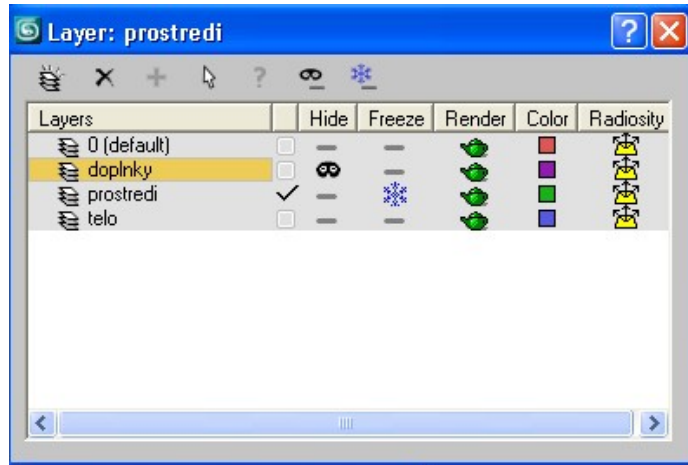 Layer: prostredi
?
?
Layers Hide Freeze Render Color Radiosity
0 (default)
doplnky
prostredi
telo